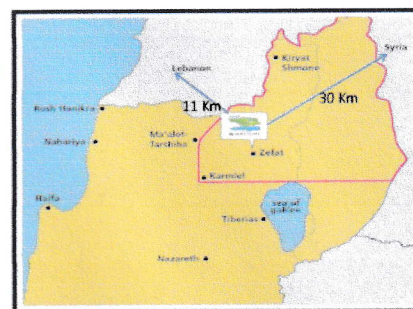 Kiryat
Shmone
Syria
Lebanon
11 Km
30 Km
Rosh Hanikra
Nahariya
Ma'alot-
Tarshiha
Zefat
Karmiel
Haifa
sea of
galilee
Tiberias
Nazareth